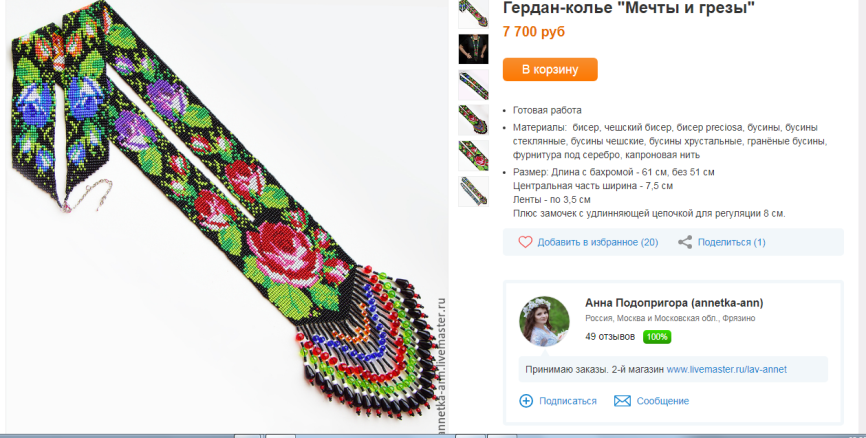 Гердан-колье "Мечты и грезы"
7 700 руб
В корзину
Готовая работа
Материалы: бисер, чешский бисер, бисер preciosa, бусины, бусины
стеклянные, бусины чешские, бусины хрустальные, гранёные бусины,
фурнитура под серебро, капроновая нить
Размер: Длина с бахромой - 61 см, без 51 см
Центральная часть ширина - 7,5 см
Ленты - по 3,5 см
Плюс замочек с удлинняющей цепочкой для регуляции 8 см.
Добавить в избранное (20)
Поделиться (1)
Анна Подопригора (annetka-ann)
Россия, Москва и Московская обл., Фрязино
49 отзывов 100%
Принимаю заказы. 2-й магазин www.livemaster.ru/lav-annet
Подписаться
Сообщение
annetka-ann.livemaster.ru